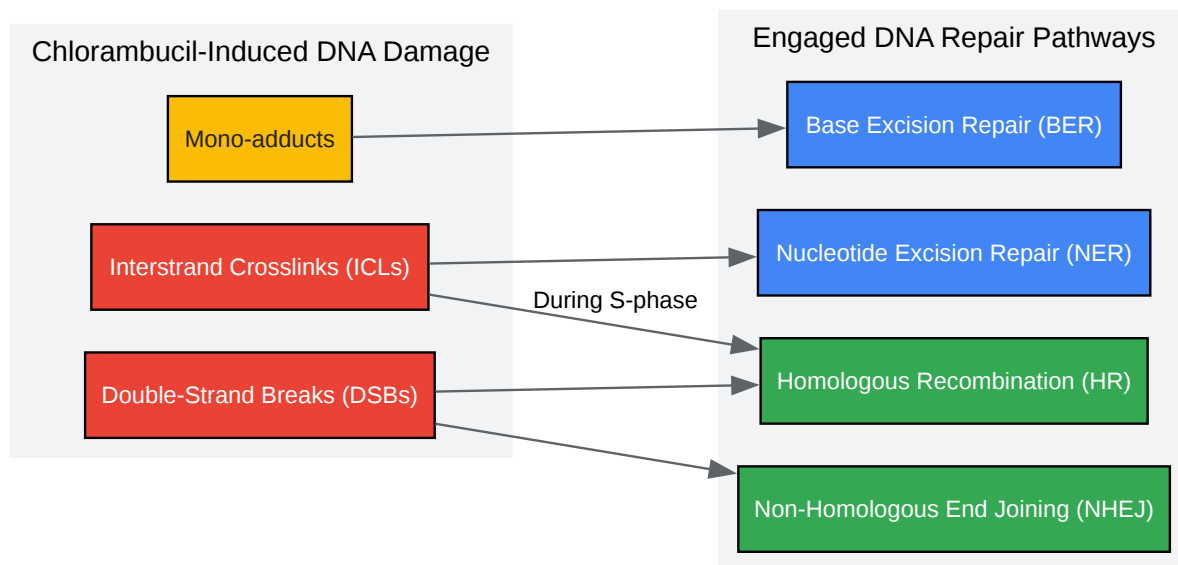 Chlorambucil-Induced DNA Damage
Mono-adducts
Interstrand Crosslinks (ICLs)
Double-Strand Breaks (DSBs)
During S-phase
Engaged DNA Repair Pathways
Base Excision Repair (BER)
Nucleotide Excision Repair (NER)
Homologous Recombination (HR)
Non-Homologous End Joining (NHEJ)